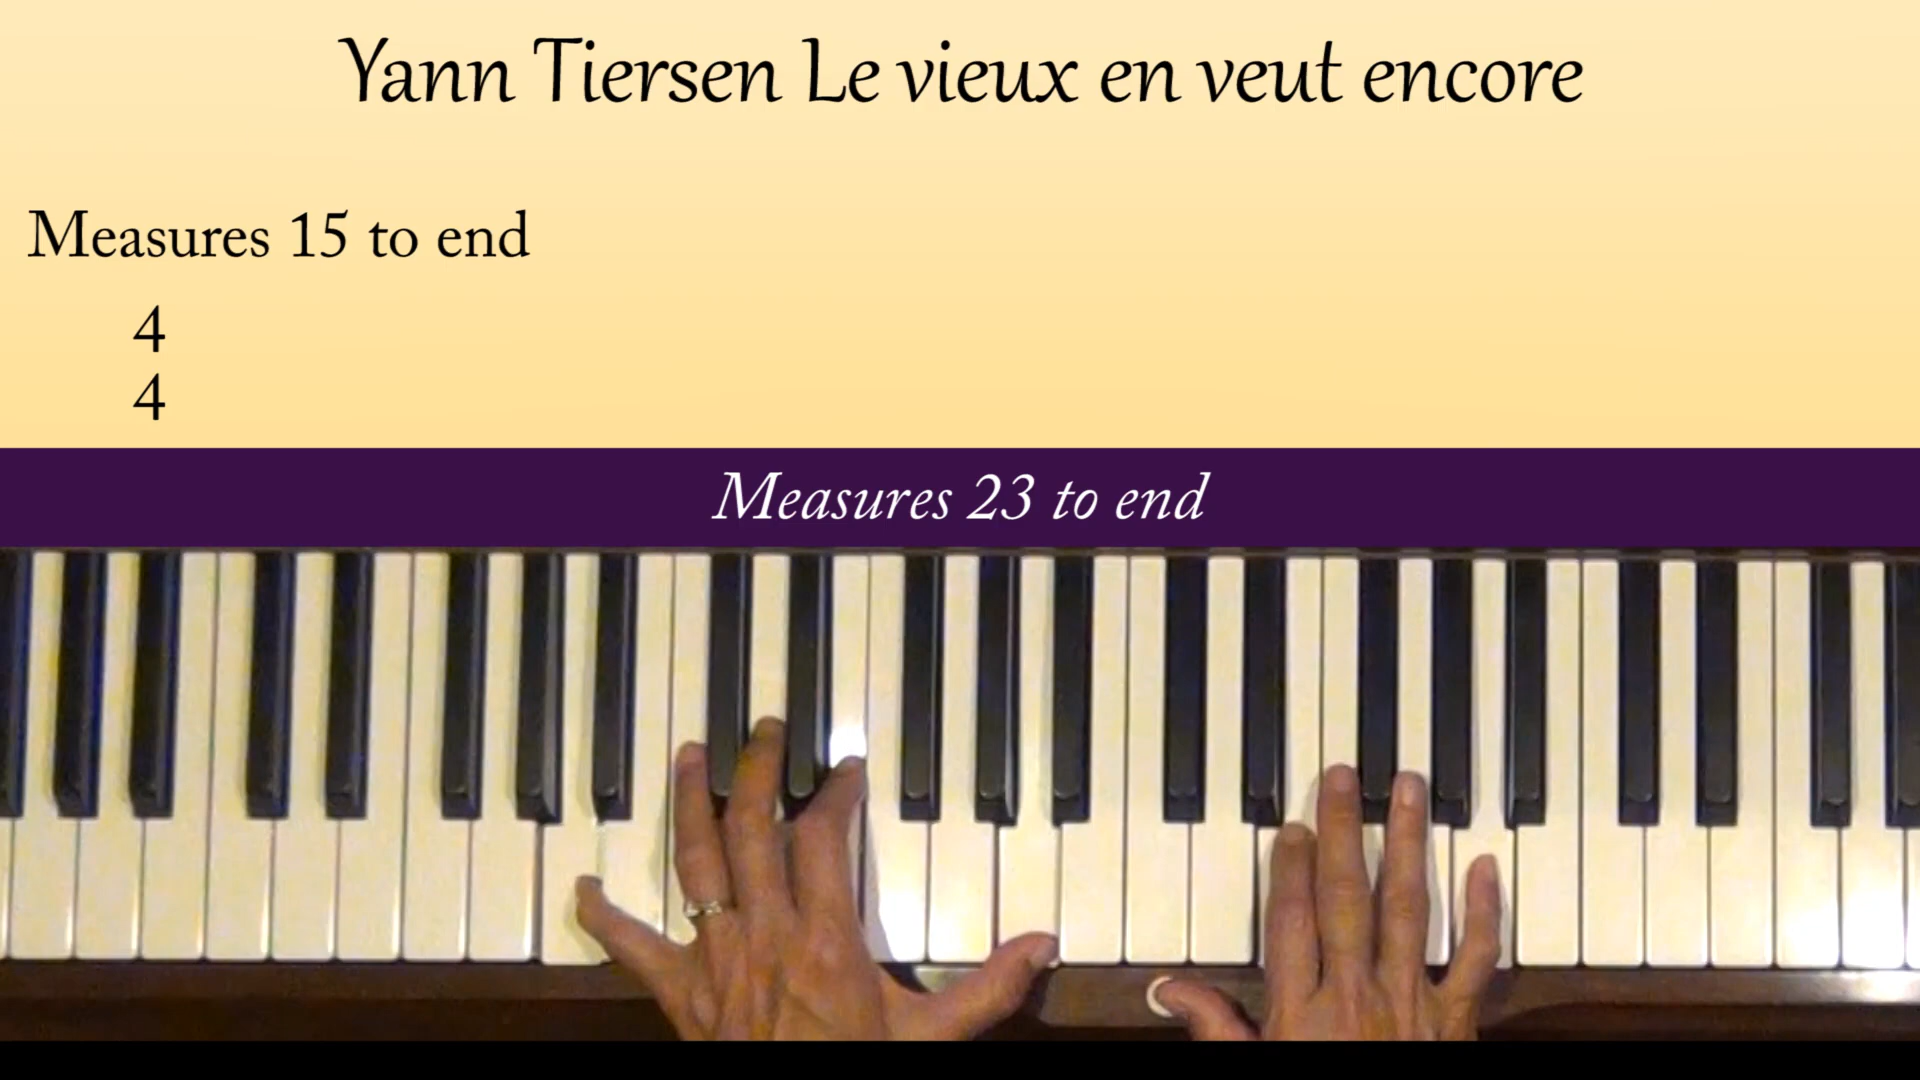 Yann Tiersen Le vieux en veut encore
Measures 15 to end
4
4
Measures 23 to end